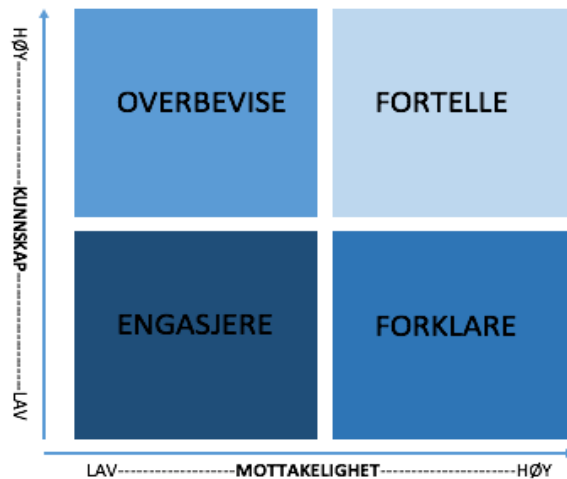 HØY--------------------KUNNSKAP--------------------LAV
OVERBEVISE
FORTELLE
ENGASJERE
FORKLARE
LAV-------------------MOTTAKELIGHET----------------------HØY